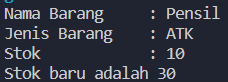 Nama Barang    : Pensil
Jenis Barang   : ATK
Stok           : 10
Stok baru adalah 30